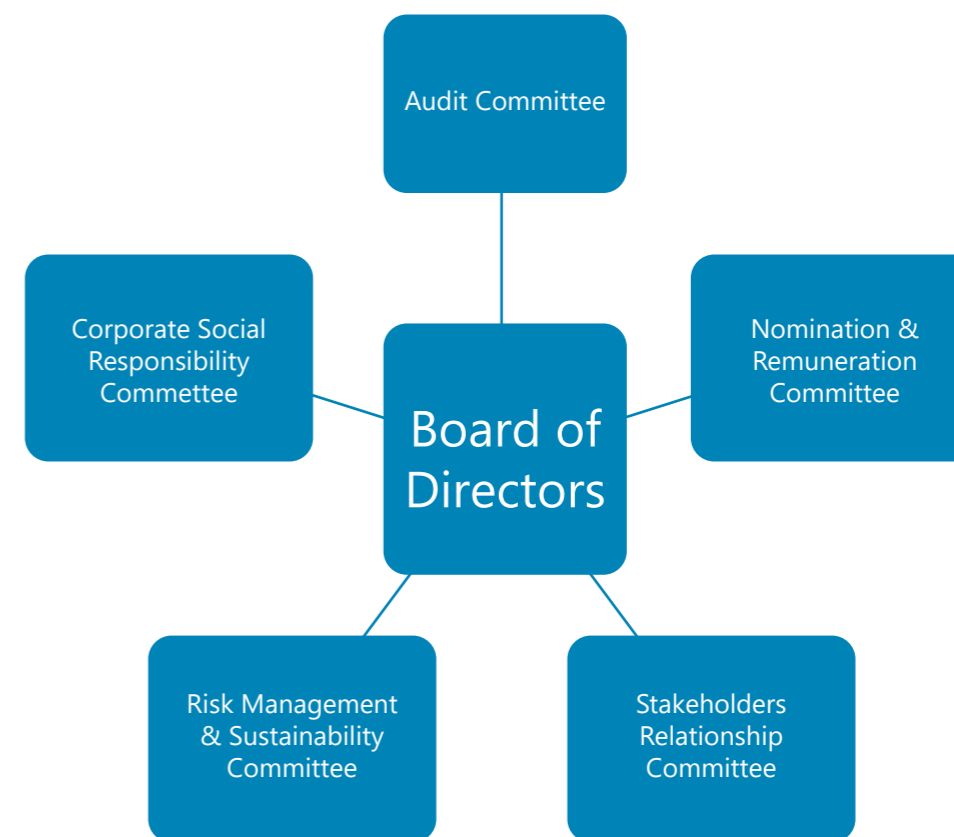 Audit Committee
Corporate Social
Responsibility
Commettee
Nomination &
Remuneration
Committee
Board of
Directors
Risk Management
& Sustainability
Committee
Stakeholders
Relationship
Committee